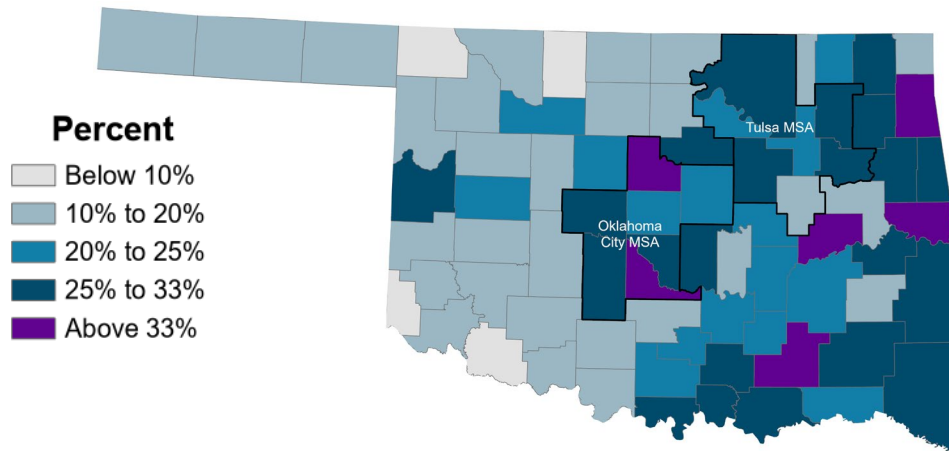 Percent
Below 10%
10% to 20%
20% to 25%
25% to 33%
Above 33%
Tulsa MSA
Oklahoma
City MSA